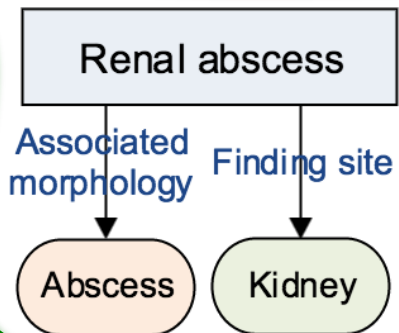 Renal abscess
Associated
morphology
Finding site
Abscess
Kidney